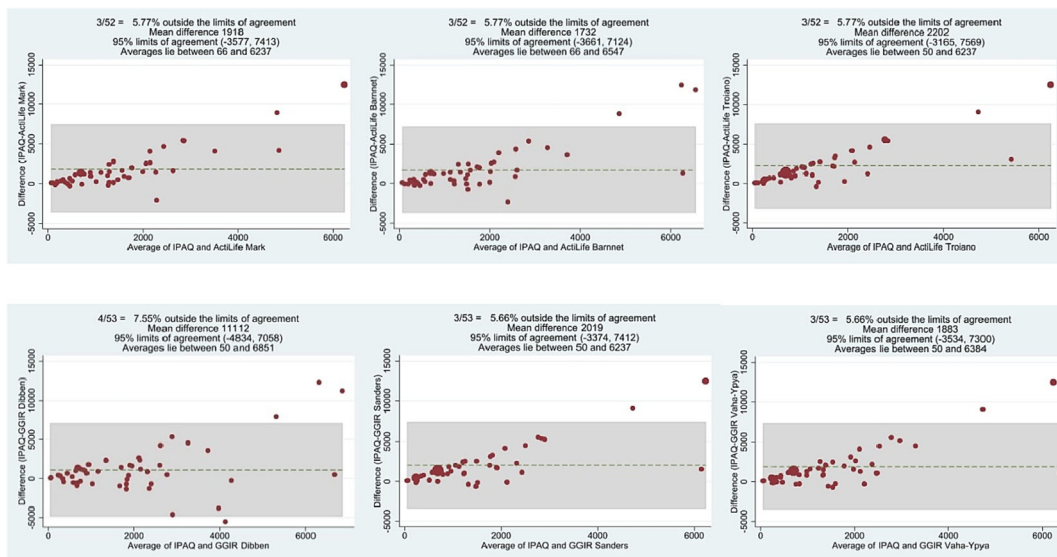 3/52 = 5.77% outside the limits of agreement
Mean difference 1918
95% limits of agreement (-3577, 7413)
Averages lie between 66 and 6237
Difference (IPAQ-ActiLife Mark)
15000
10000
5000
0
-5000
0
2000
4000
6000
Average of IPAQ and ActiLife Mark
3/52 = 5.77% outside the limits of agreement
Mean difference 1732
95% limits of agreement (-3661, 7124)
Averages lie between 66 and 6547
Difference (IPAQ-ActiLife Barnnet)
15000
10000
5000
0
-5000
0
2000
4000
6000
Average of IPAQ and ActiLife Barnnet
3/52 = 5.77% outside the limits of agreement
Mean difference 2202
95% limits of agreement (-3165, 7569)
Averages lie between 50 and 6237
Difference (IPAQ-ActiLife Troiano)
15000
10000
5000
0
-5000
0
2000
4000
6000
Average of IPAQ and ActiLife Troiano
4/53 = 7.55% outside the limits of agreement
Mean difference 11112
95% limits of agreement (-4834, 7058)
Averages lie between 50 and 6851
Difference (IPAQ-GGIR Dibben)
15000
10000
5000
0
-5000
0
2000
4000
6000
Average of IPAQ and GGIR Dibben
3/53 = 5.66% outside the limits of agreement
Mean difference 2019
95% limits of agreement (-3374, 7412)
Averages lie between 50 and 6237
Difference (IPAQ-GGIR Sanders)
15000
10000
5000
0
-5000
0
2000
4000
6000
Average of IPAQ and GGIR Sanders
3/53 = 5.66% outside the limits of agreement
Mean difference 1883
95% limits of agreement (-3534, 7300)
Averages lie between 50 and 6384
Difference (IPAQ-GGIR Vaha-Ypya)
15000
10000
5000
0
-5000
0
2000
4000
6000
Average of IPAQ and GGIR Vaha-Ypya